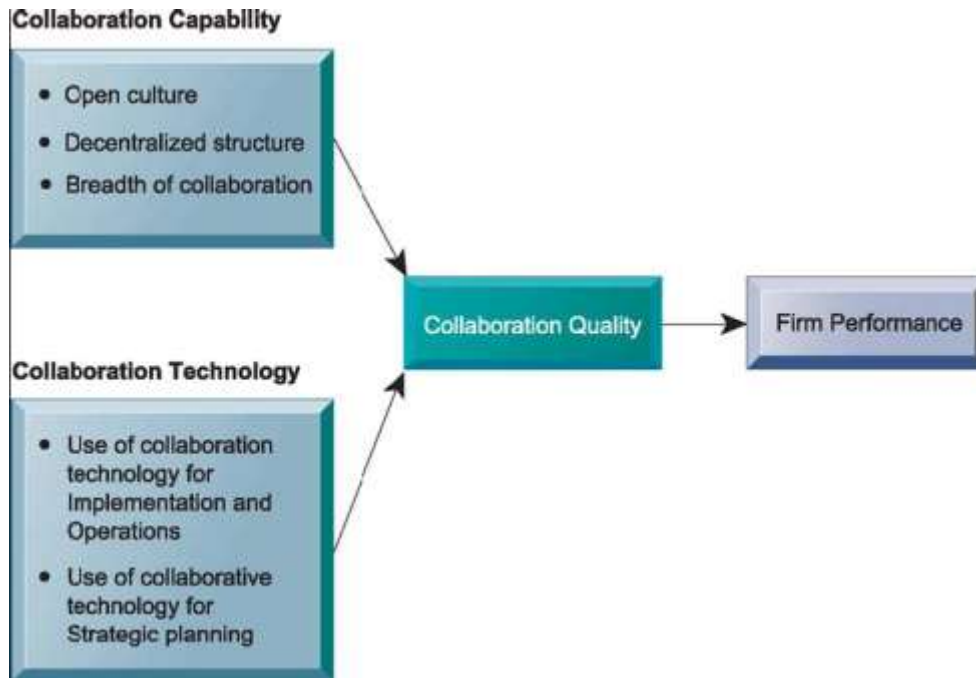 Collaboration Capability
• Open culture
• Decentralized structure
• Breadth of collaboration
Collaboration Quality
Firm Performance
Collaboration Technology
• Use of collaboration
technology for
Implementation and
Operations
• Use of collaborative
technology for
Strategic planning